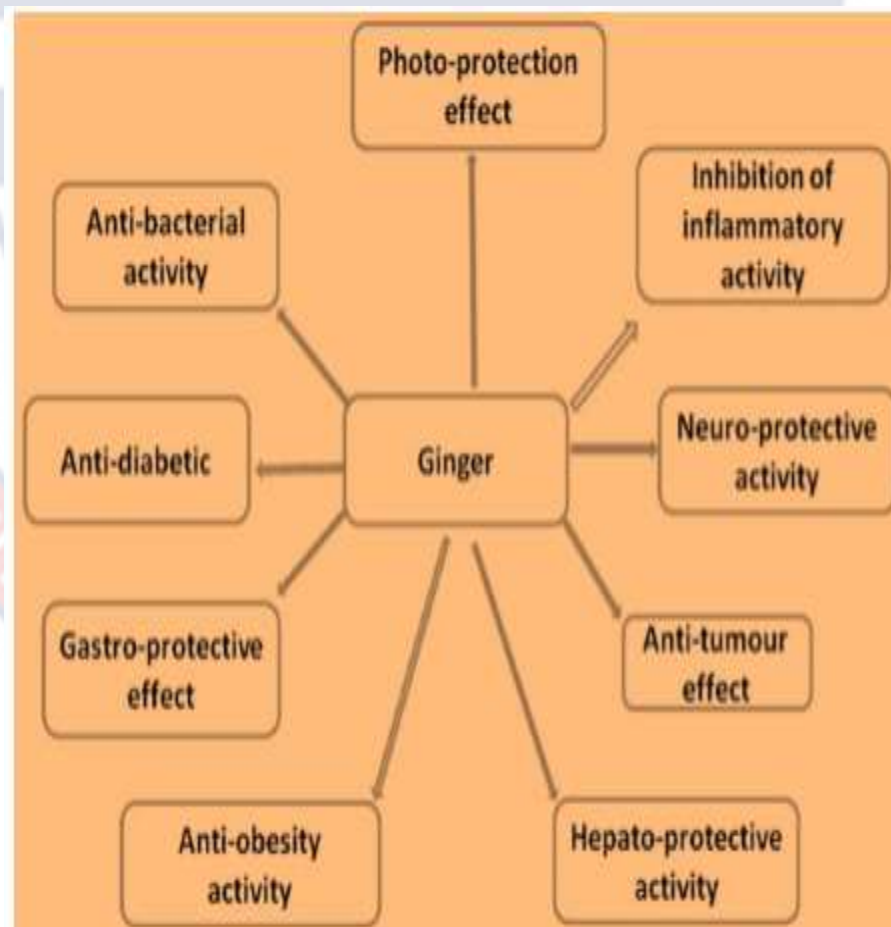 Photo-protection
effect
Inhibition of
inflammatory
activity
Anti-bacterial
activity
Neuro-protective
activity
Anti-diabetic
Ginger
Gastro-protective
effect
Anti-tumour
effect
Anti-obesity
activity
Hepato-protective
activity